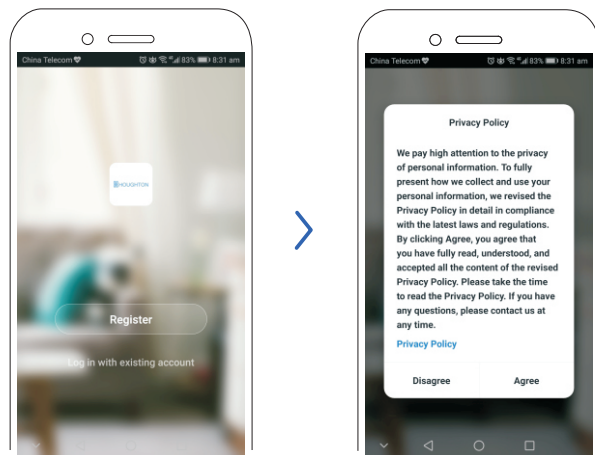 China Telecom 83% 8:31 am
HOUGHTON
Register
Log in with existing account
China Telecom 83% 8:31 am
Privacy Policy
We pay high attention to the privacy
of personal information. To fully
present how we collect and use your
personal information, we revised the
Privacy Policy in detail in compliance
with the latest laws and regulations.
By clicking Agree, you agree that
you have fully read, understood, and
accepted all the content of the revised
Privacy Policy. Please take the time
to read the Privacy Policy. If you have
any questions, please contact us at
any time.
Privacy Policy
Disagree Agree